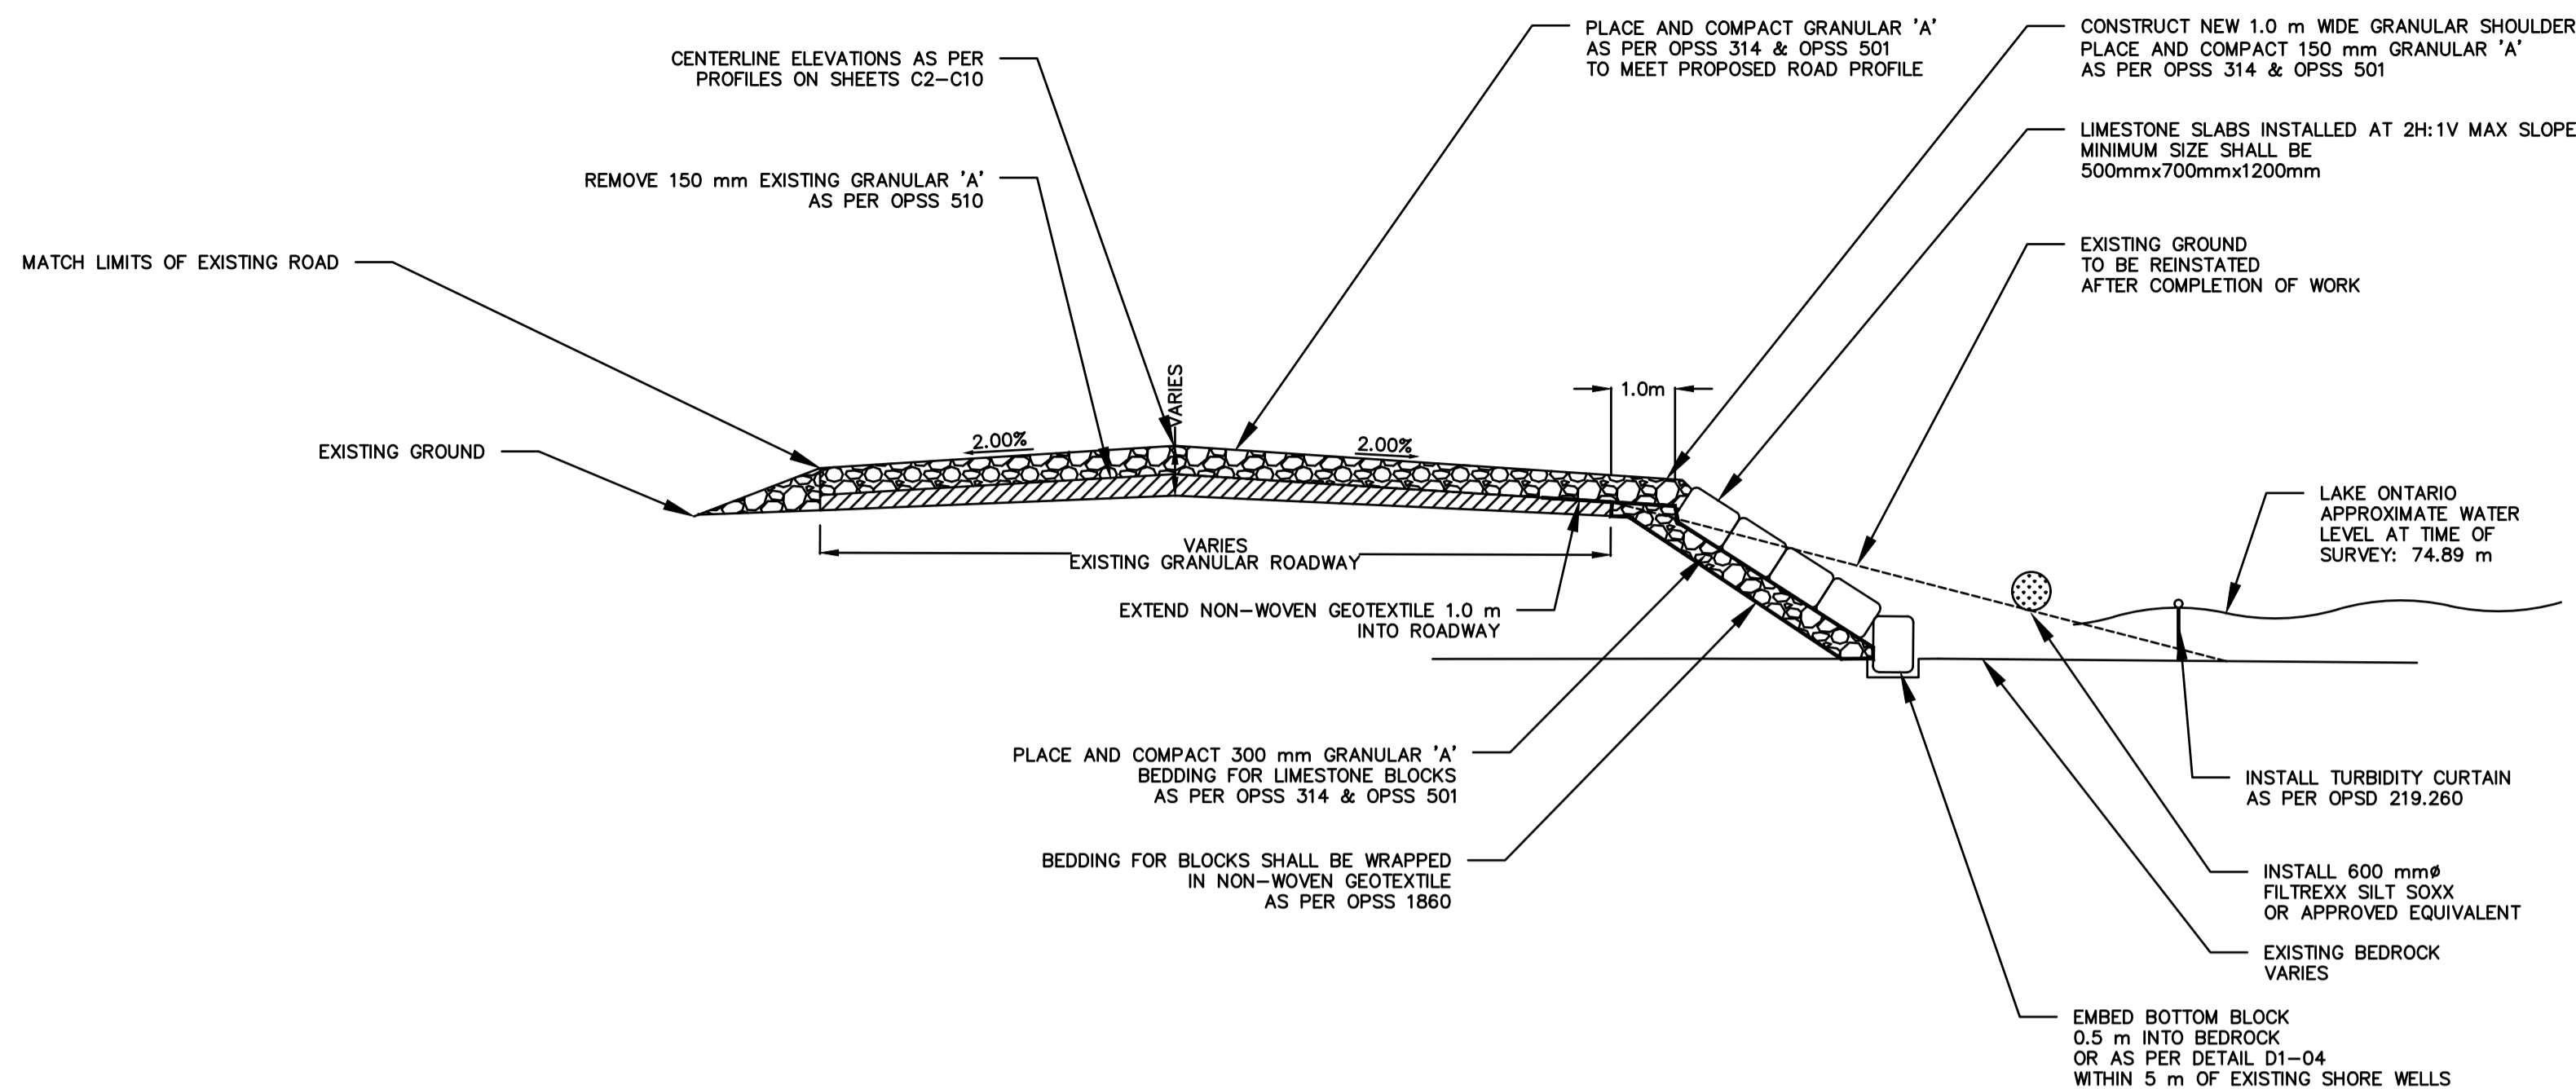 CENTERLINE ELEVATIONS AS PER
PROFILES ON SHEETS C2-C10
PLACE AND COMPACT GRANULAR 'A'
AS PER OPSS 314 & OPSS 501
TO MEET PROPOSED ROAD PROFILE
CONSTRUCT NEW 1.0 m WIDE GRANULAR SHOULDER
PLACE AND COMPACT 150 mm GRANULAR 'A'
AS PER OPSS 314 & OPSS 501
LIMESTONE SLABS INSTALLED AT 2H:1V MAX SLOPE
MINIMUM SIZE SHALL BE
500mmx700mmx1200mm
REMOVE 150 mm EXISTING GRANULAR 'A'
AS PER OPSS 510
MATCH LIMITS OF EXISTING ROAD
EXISTING GROUND
TO BE REINSTATED
AFTER COMPLETION OF WORK
VARIES
1.0m
EXISTING GROUND
2.00%
2.00%
LAKE ONTARIO
APPROXIMATE WATER
LEVEL AT TIME OF
SURVEY: 74.89 m
VARIES
EXISTING GRANULAR ROADWAY
EXTEND NON-WOVEN GEOTEXTILE 1.0 m
INTO ROADWAY
PLACE AND COMPACT 300 mm GRANULAR 'A'
BEDDING FOR LIMESTONE BLOCKS
AS PER OPSS 314 & OPSS 501
INSTALL TURBIDITY CURTAIN
AS PER OPSD 219.260
BEDDING FOR BLOCKS SHALL BE WRAPPED
IN NON-WOVEN GEOTEXTILE
AS PER OPSS 1860
INSTALL 600 mmø
FILTREXX SILT SOXX
OR APPROVED EQUIVALENT
EXISTING BEDROCK
VARIES
EMBED BOTTOM BLOCK
0.5 m INTO BEDROCK
OR AS PER DETAIL D1-04
WITHIN 5 m OF EXISTING SHORE WELLS